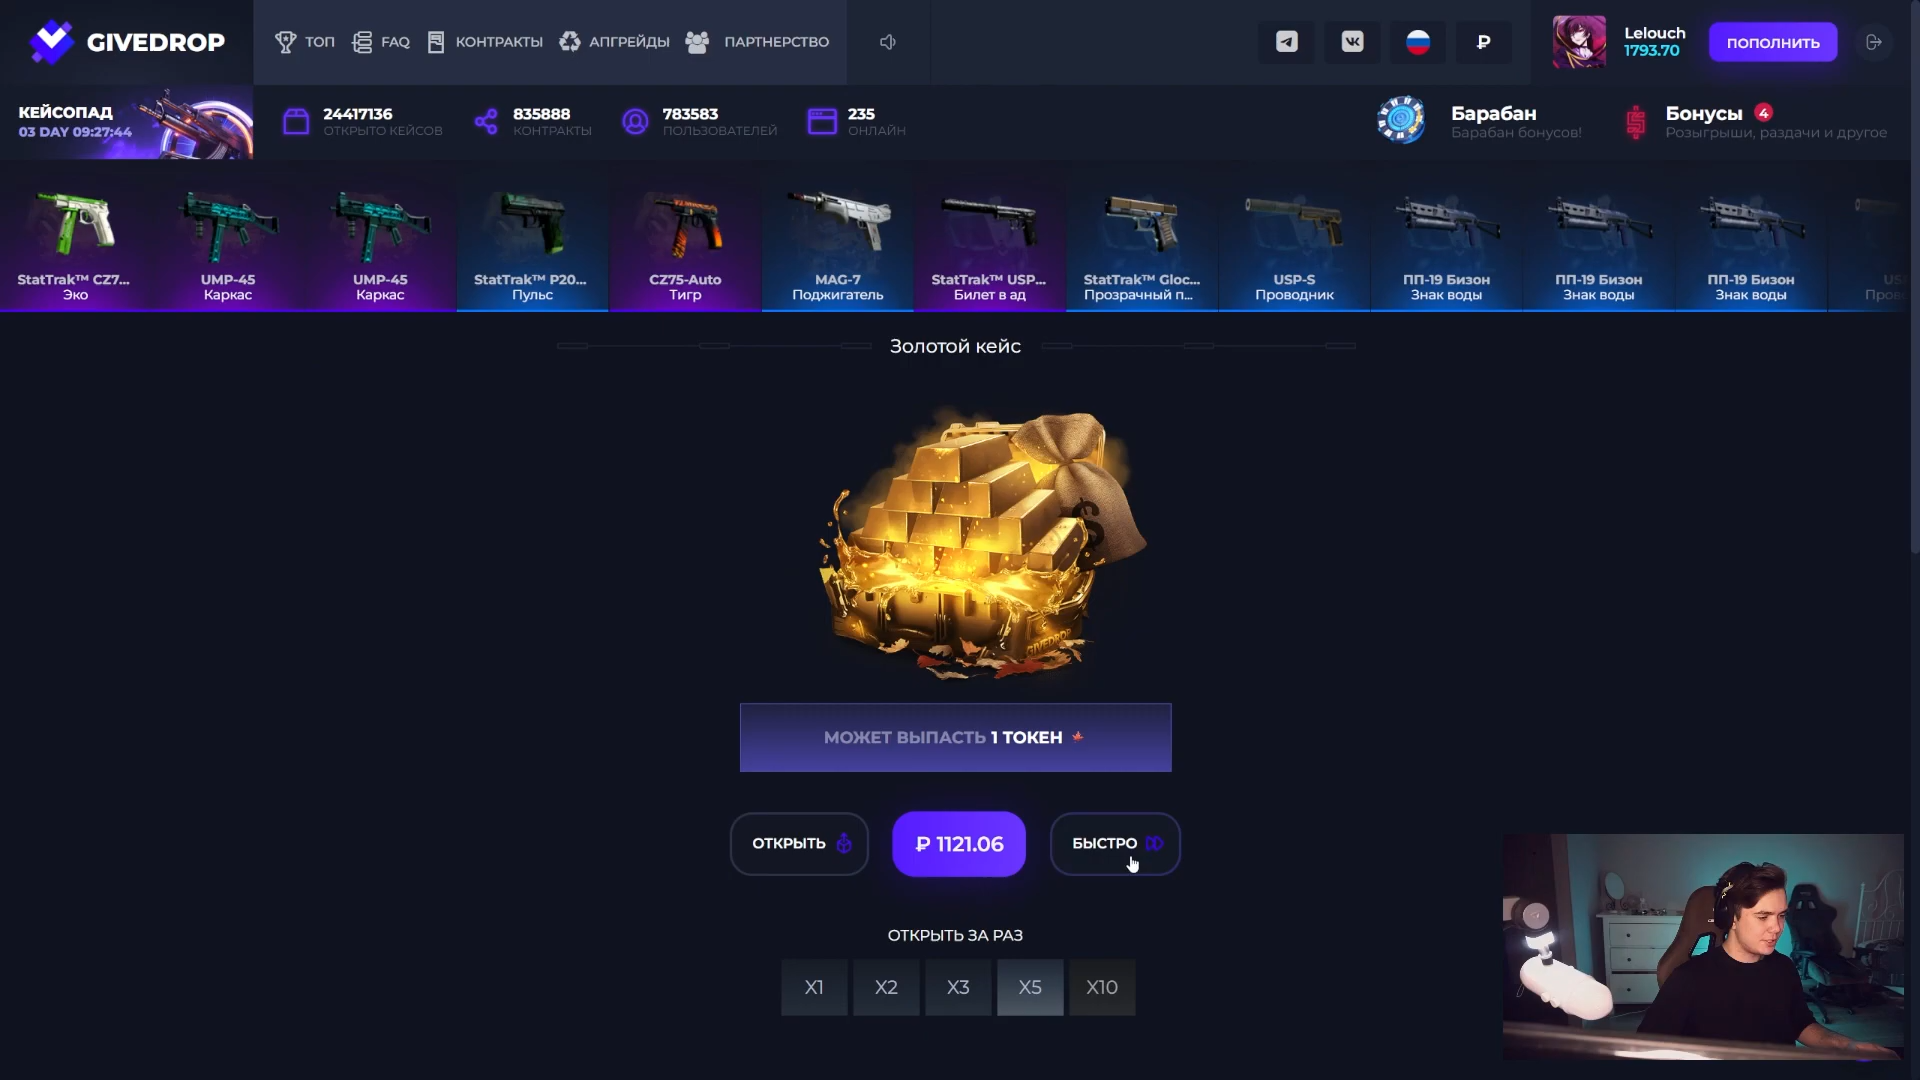 GIVEDROP
ТОП
FAQ
КОНТРАКТЫ
АПГРЕЙДЫ
ПАРТНЕРСТВО
₽
Lelouch
1793.70
ПОПОЛНИТЬ
КЕЙСОПАД
03 DAY 09:27:44
24417136
ОТКРЫТО КЕЙСОВ
835888
КОНТРАКТЫ
783583
ПОЛЬЗОВАТЕЛЕЙ
235
ОНЛАЙН
Барабан
Барабан бонусов!
Бонусы 4
Розыгрыши, раздачи и другое
StatTrak™ CZ7...
Эко
UMP-45
Каркас
UMP-45
Каркас
StatTrak™ P20...
Пульс
CZ75-Auto
Тигр
MAG-7
Поджигатель
StatTrak™ USP...
Билет в ад
StatTrak™ Gloc...
Прозрачный п...
USP-S
Проводник
ПП-19 Бизон
Знак воды
ПП-19 Бизон
Знак воды
ПП-19 Бизон
Знак воды
Золотой кейс
$
GIVEDROP
МОЖЕТ ВЫПАСТЬ 1 ТОКЕН
ОТКРЫТЬ
₽ 1121.06
БЫСТРО
ОТКРЫТЬ ЗА РАЗ
X1
X2
X3
X5
X10